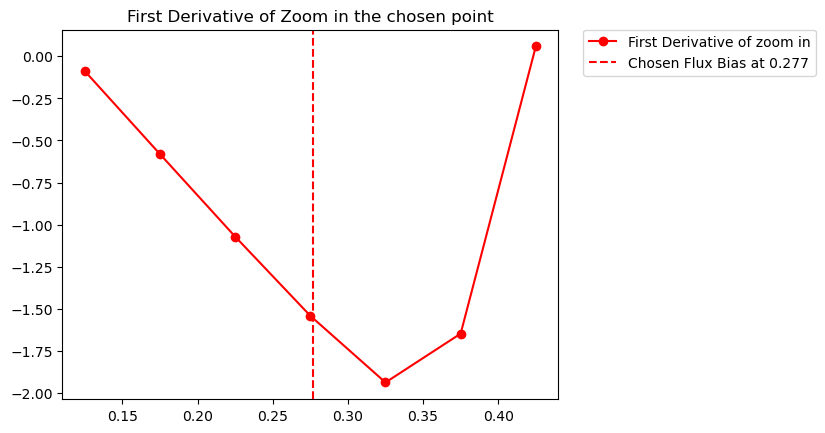 First Derivative of Zoom in the chosen point
First Derivative of zoom in
Chosen Flux Bias at 0.277
0.00
−0.25
−0.50
−0.75
−1.00
−1.25
−1.50
−1.75
−2.00
0.15 0.20 0.25 0.30 0.35 0.40